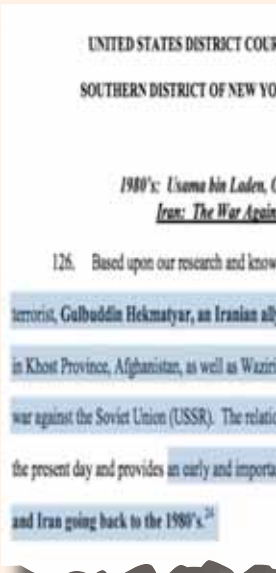 UNITED STATES DISTRICT COUR
SOUTHERN DISTRICT OF NEW YO
1980's: Usama bin Laden, G
Iran: The War Again
126. Based upon our research and know
terrorist, Gulbuddin Hekmatyar, an Iranian ally
in Khost Province, Afghanistan, as well as Waziri
war against the Soviet Union (USSR). The relatio
the present day and provides an early and importa
and Iran going back to the 1980's.24